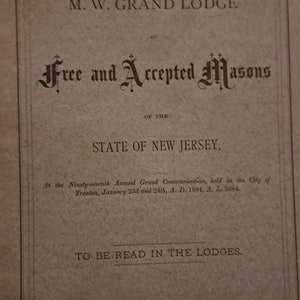 M. W. GRAND LODGE
OF
Free and Accepted Masons
OF THE
STATE OF NEW JERSEY,
At the Ninety-seventh Annual Grand Communication, held in the City of
Trenton, January 23d and 24th, A. D. 1884, A. L. 5884.
TO BE READ IN THE LODGES.